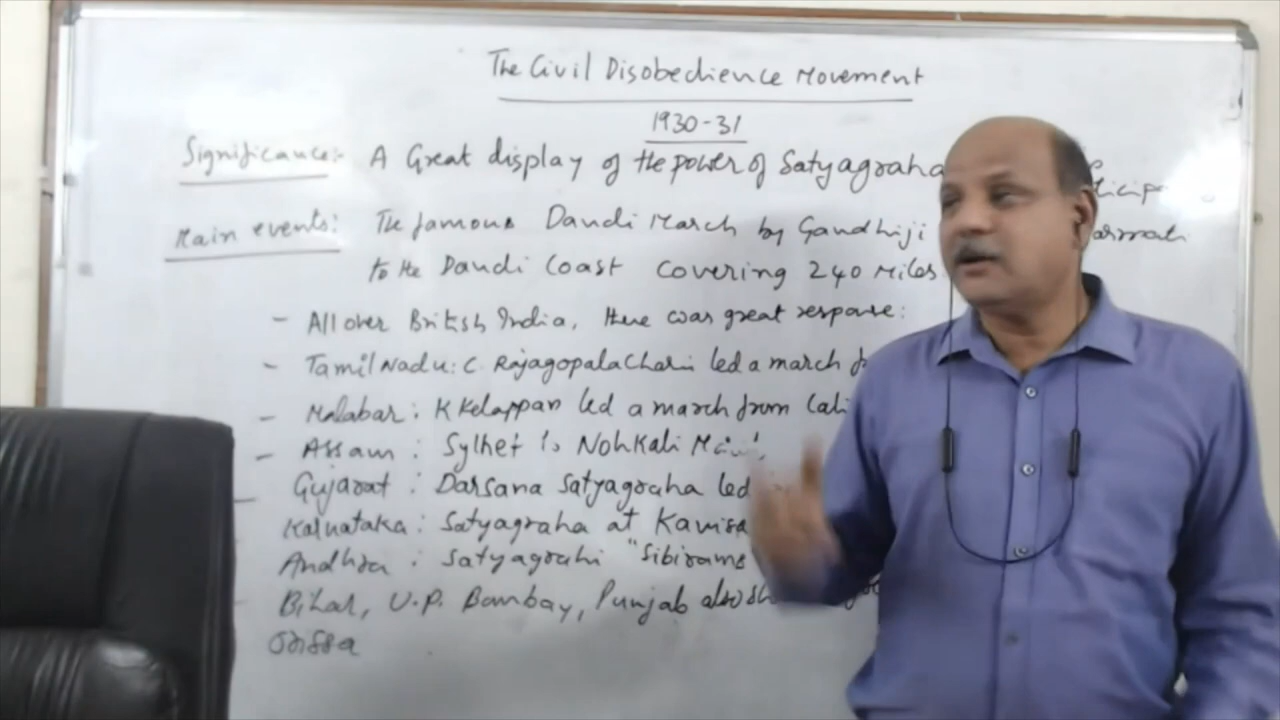 The Civil Disobedience Movement
1930-31
Significance:- A Great display of the power of Satyagraha
Main events: The famous Dandi March by Gandhiji
to the Dandi Coast covering 240 Miles
- All over British India, there was great response:
- Tamil Nadu: C. Rajagopalachari led a march
- Malabar: K Kelappan led a march from
- Assam: Sylhet to Nohkali
- Gujarat: Darsana Satyagraha led
Karnataka: Satyagraha at
Andhra: Satyagrahi "Sibirams
Bihar, U.P. Bombay, Punjab also
Orissa